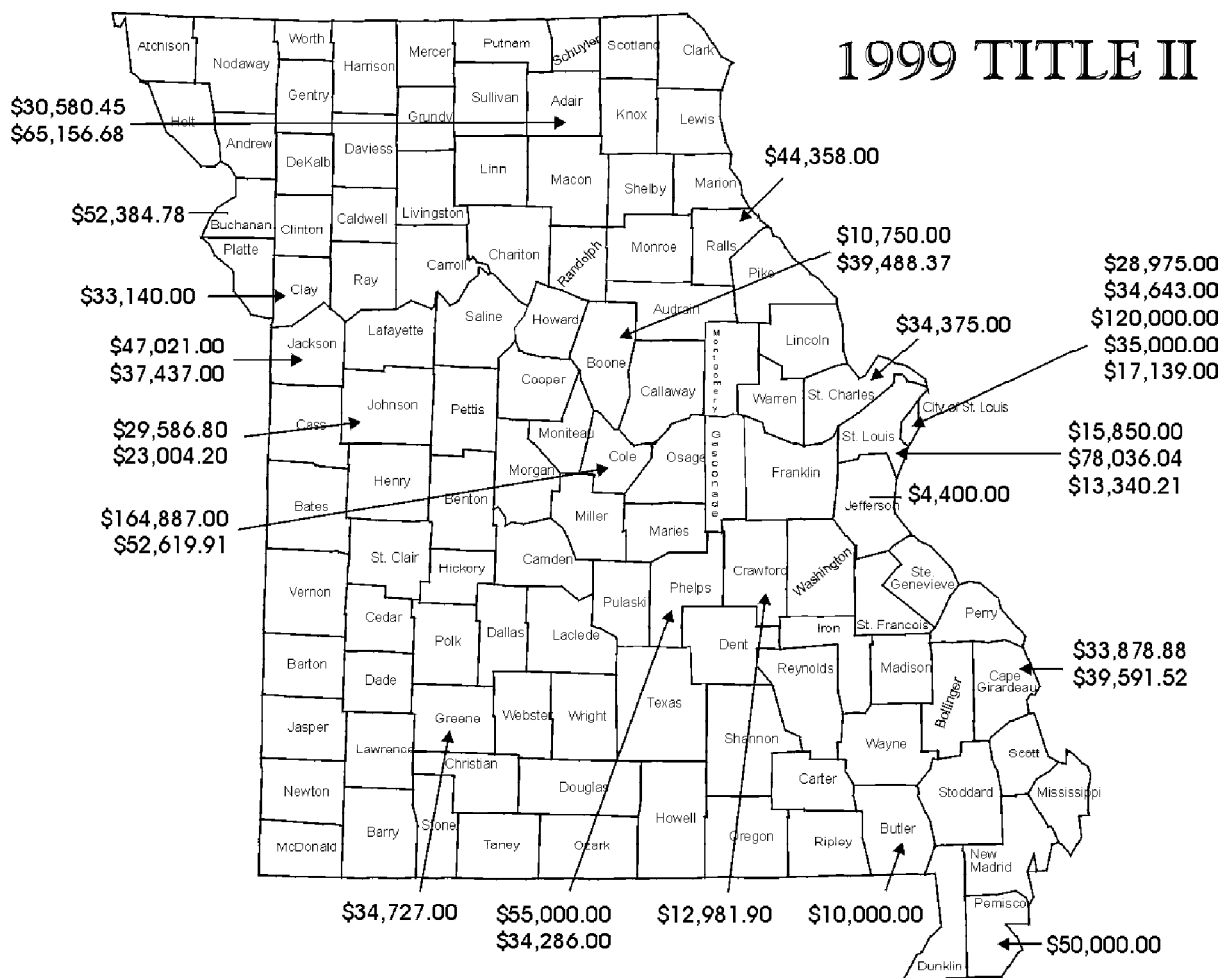 1999 TITLE II
Atchison
Nodaway
Worth
Harrison
Mercer
Putnam
Schuyler
Scotland
Clark
Gentry
Sullivan
Adair
Knox
Lewis
$30,580.45
$65,156.68
Holt
Andrew
DeKalb
Daviess
Grundy
Linn
Macon
Shelby
Marion
$44,358.00
$52,384.78
Buchanan
Clinton
Caldwell
Livingston
Chariton
Randolph
Monroe
Ralls
Platte
Clay
Ray
Carroll
Pike
$10,750.00
$39,488.37
$33,140.00
Saline
Howard
Audrain
Montgomery
Lincoln
$34,375.00
$28,975.00
$34,643.00
$120,000.00
$35,000.00
$17,139.00
$47,021.00
$37,437.00
Jackson
Lafayette
Cooper
Boone
Callaway
Warren
St. Charles
City of St. Louis
Cass
Johnson
Pettis
Moniteau
Cole
Osage
Gasconade
Franklin
St. Louis
$29,586.80
$23,004.20
$15,850.00
$78,036.04
$13,340.21
Morgan
Henry
Benton
Bates
Miller
Maries
Jefferson
$4,400.00
$164,887.00
$52,619.91
St. Clair
Hickory
Camden
Vernon
Pulaski
Phelps
Crawford
Washington
Ste.
Genevieve
Perry
Cedar
Polk
Dallas
Laclede
Dent
Iron
St. Francois
Barton
Dade
Reynolds
Madison
Bollinger
Cape
Girardeau
$33,878.88
$39,591.52
Jasper
Lawrence
Greene
Webster
Wright
Texas
Shannon
Wayne
Scott
Christian
Douglas
Carter
Stoddard
Mississippi
Newton
McDonald
Barry
Stone
Taney
Ozark
Howell
Oregon
Ripley
Butler
New
Madrid
Pemiscot
Dunklin
$34,727.00
$55,000.00
$34,286.00
$12,981.90
$10,000.00
$50,000.00